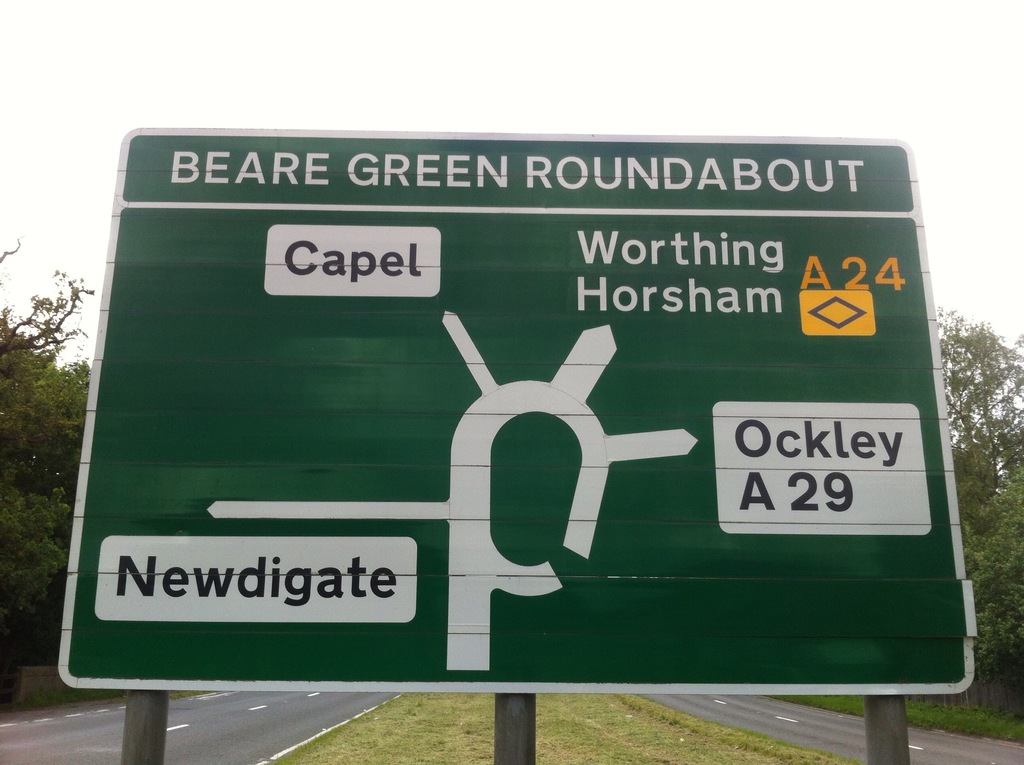 BEARE GREEN ROUNDABOUT
Capel
Worthing
Horsham
A 24
Ockley
A 29
Newdigate